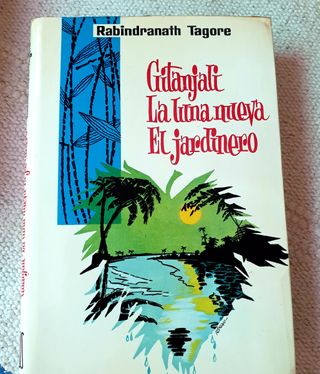 Rabindranath Tagore
Gitanjali
La luna nueva
El jardinero